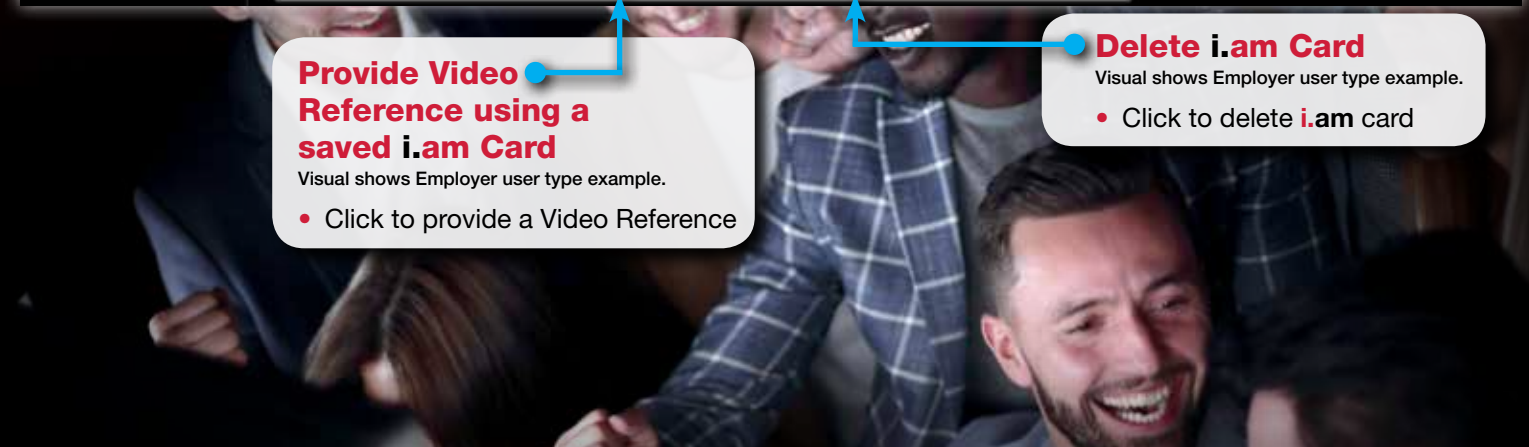 Provide Video
Reference using a
saved i.am Card
Visual shows Employer user type example.
• Click to provide a Video Reference
Delete i.am Card
Visual shows Employer user type example.
• Click to delete i.am card